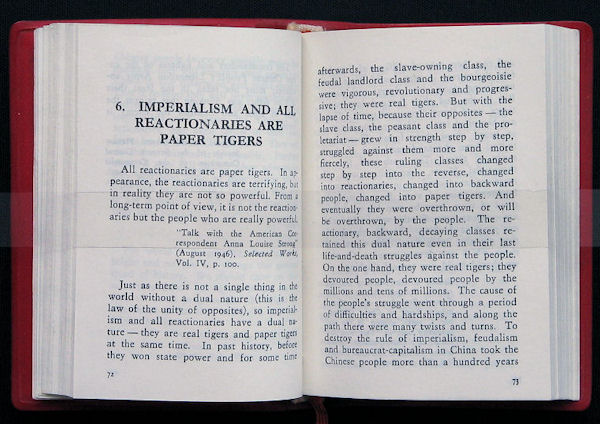 6. IMPERIALISM AND ALL
REACTIONARIES ARE
PAPER TIGERS
All reactionaries are paper tigers. In ap-
pearance, the reactionaries are terrifying, but
in reality they are not so powerful. From a
long-term point of view, it is not the reaction-
aries but the people who are really powerful.
"Talk with the American Cor-
respondent Anna Louise Strong"
(August 1946), Selected Works,
Vol. IV, p. 100.
Just as there is not a single thing in the
world without a dual nature (this is the
law of the unity of opposites), so imperial-
ism and all reactionaries have a dual na-
ture — they are real tigers and paper tigers
at the same time. In past history, before
they won state power and for some time
72
afterwards, the slave-owning class, the
feudal landlord class and the bourgeoisie
were vigorous, revolutionary and progres-
sive; they were real tigers. But with the
lapse of time, because their opposites — the
slave class, the peasant class and the pro-
letariat — grew in strength step by step,
struggled against them more and more
fiercely, these ruling classes changed
step by step into the reverse, changed
into reactionaries, changed into backward
people, changed into paper tigers. And
eventually they were overthrown, or will
be overthrown, by the people. The re-
actionary, backward, decaying classes re-
tained this dual nature even in their last
life-and-death struggles against the people.
On the one hand, they were real tigers; they
devoured people, devoured people by the
millions and tens of millions. The cause of
the people's struggle went through a period
of difficulties and hardships, and along the
path there were many twists and turns. To
destroy the rule of imperialism, feudalism
and bureaucrat-capitalism in China took the
Chinese people more than a hundred years
73